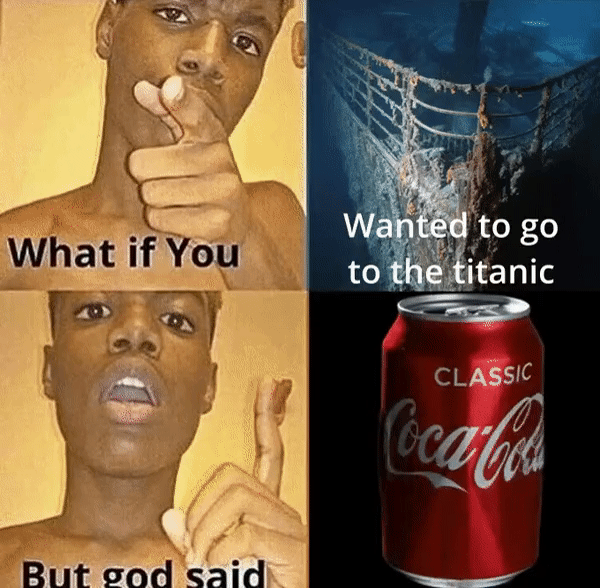 What if You
Wanted to go
to the titanic
But god said
CLASSIC
Coca-Cola